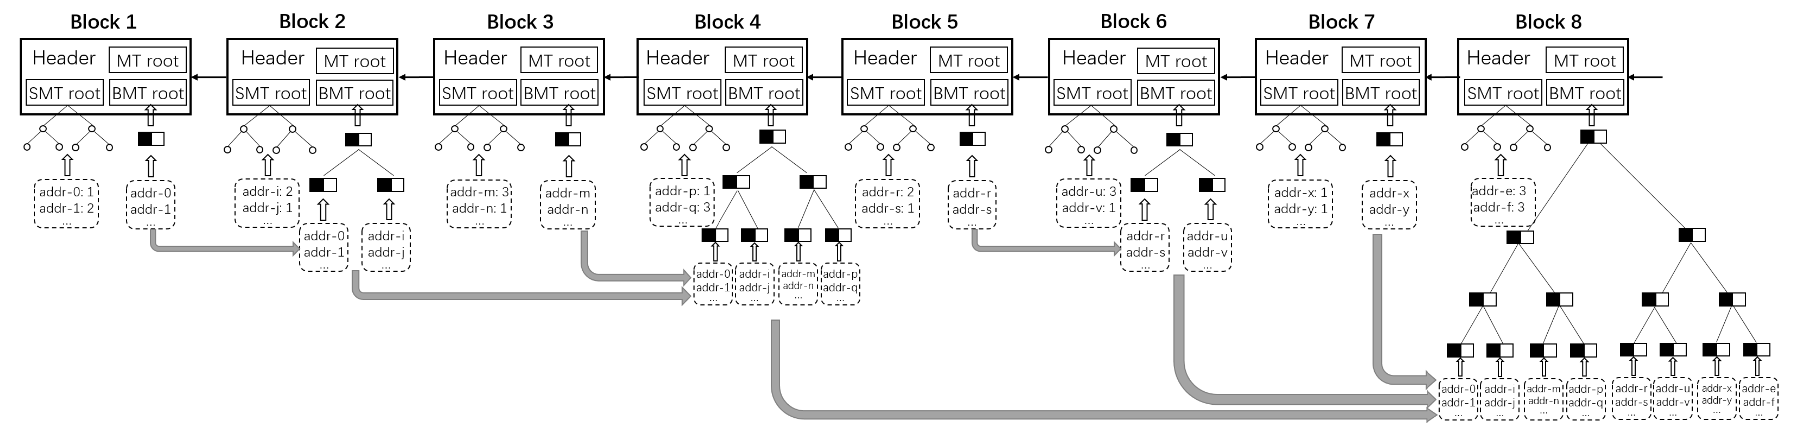 Block 1
Block 2
Block 3
Block 4
Block 5
Block 6
Block 7
Block 8
Header
MT root
SMT root
BMT root
Header
MT root
SMT root
BMT root
Header
MT root
SMT root
BMT root
Header
MT root
SMT root
BMT root
Header
MT root
SMT root
BMT root
Header
MT root
SMT root
BMT root
Header
MT root
SMT root
BMT root
Header
MT root
SMT root
BMT root
addr-0: 1
addr-1: 2
...
addr-0
addr-1
...
addr-i: 2
addr-j: 1
...
addr-0
addr-1
...
addr-i
addr-j
...
addr-m: 3
addr-n: 1
...
addr-m
addr-n
...
addr-p: 1
addr-q: 3
...
addr-0
addr-1
...
addr-i
addr-j
...
addr-m
addr-n
...
addr-p
addr-q
...
addr-r: 2
addr-s: 1
...
addr-r
addr-s
...
addr-u: 3
addr-v: 1
...
addr-r
addr-s
...
addr-u
addr-v
...
addr-x: 1
addr-y: 1
...
addr-x
addr-y
...
addr-e: 3
addr-f: 3
...
addr-0
addr-1
...
addr-i
addr-j
...
addr-m
addr-n
...
addr-p
addr-q
...
addr-r
addr-s
...
addr-u
addr-v
...
addr-x
addr-y
...
addr-e
addr-f
...